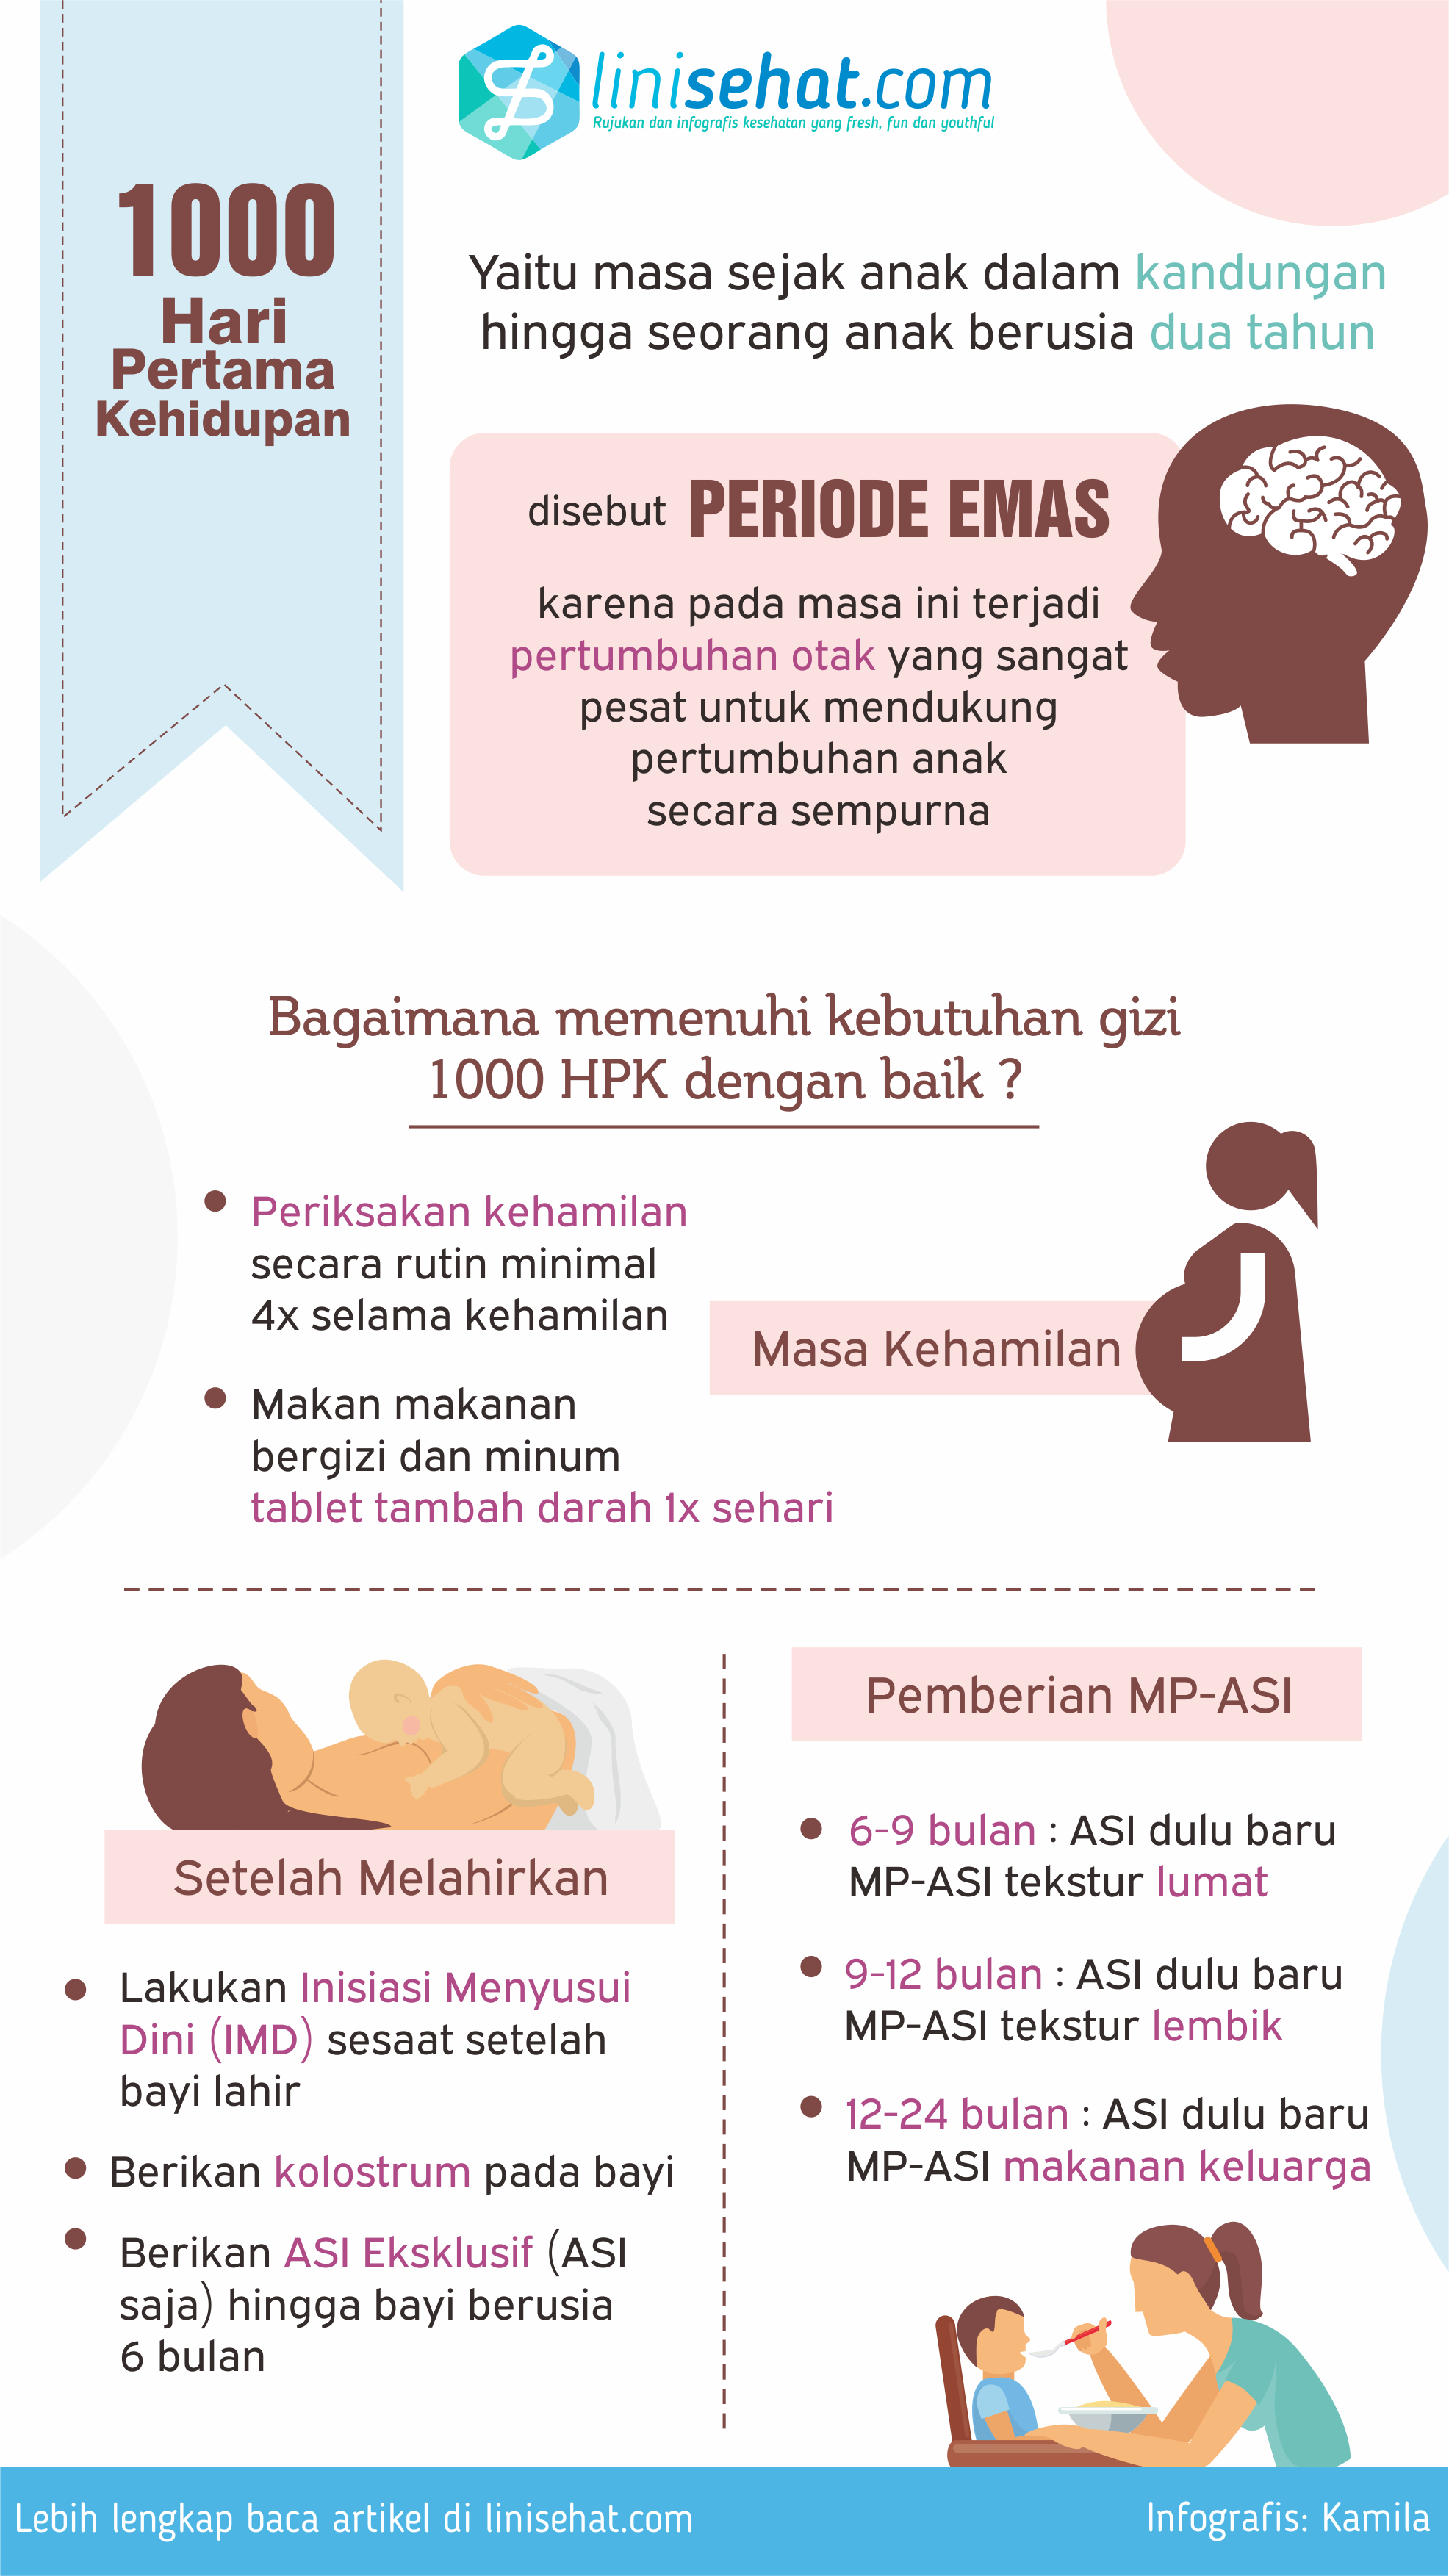 linisehat.com
Rujukan dan infografis kesehatan yang fresh, fun dan youthful
1000
Hari
Pertama
Kehidupan
Yaitu masa sejak anak dalam kandungan
hingga seorang anak berusia dua tahun
disebut PERIODE EMAS
karena pada masa ini terjadi
pertumbuhan otak yang sangat
pesat untuk mendukung
pertumbuhan anak
secara sempurna
Bagaimana memenuhi kebutuhan gizi
1000 HPK dengan baik ?
Masa Kehamilan
• Periksakan kehamilan
secara rutin minimal
4x selama kehamilan
• Makan makanan
bergizi dan minum
tablet tambah darah 1x sehari
Setelah Melahirkan
• Lakukan Inisiasi Menyusui
Dini (IMD) sesaat setelah
bayi lahir
• Berikan kolostrum pada bayi
• Berikan ASI Eksklusif (ASI
saja) hingga bayi berusia
6 bulan
Pemberian MP-ASI
• 6-9 bulan : ASI dulu baru
MP-ASI tekstur lumat
• 9-12 bulan : ASI dulu baru
MP-ASI tekstur lembik
• 12-24 bulan : ASI dulu baru
MP-ASI makanan keluarga
Lebih lengkap baca artikel di linisehat.com
Infografis: Kamila